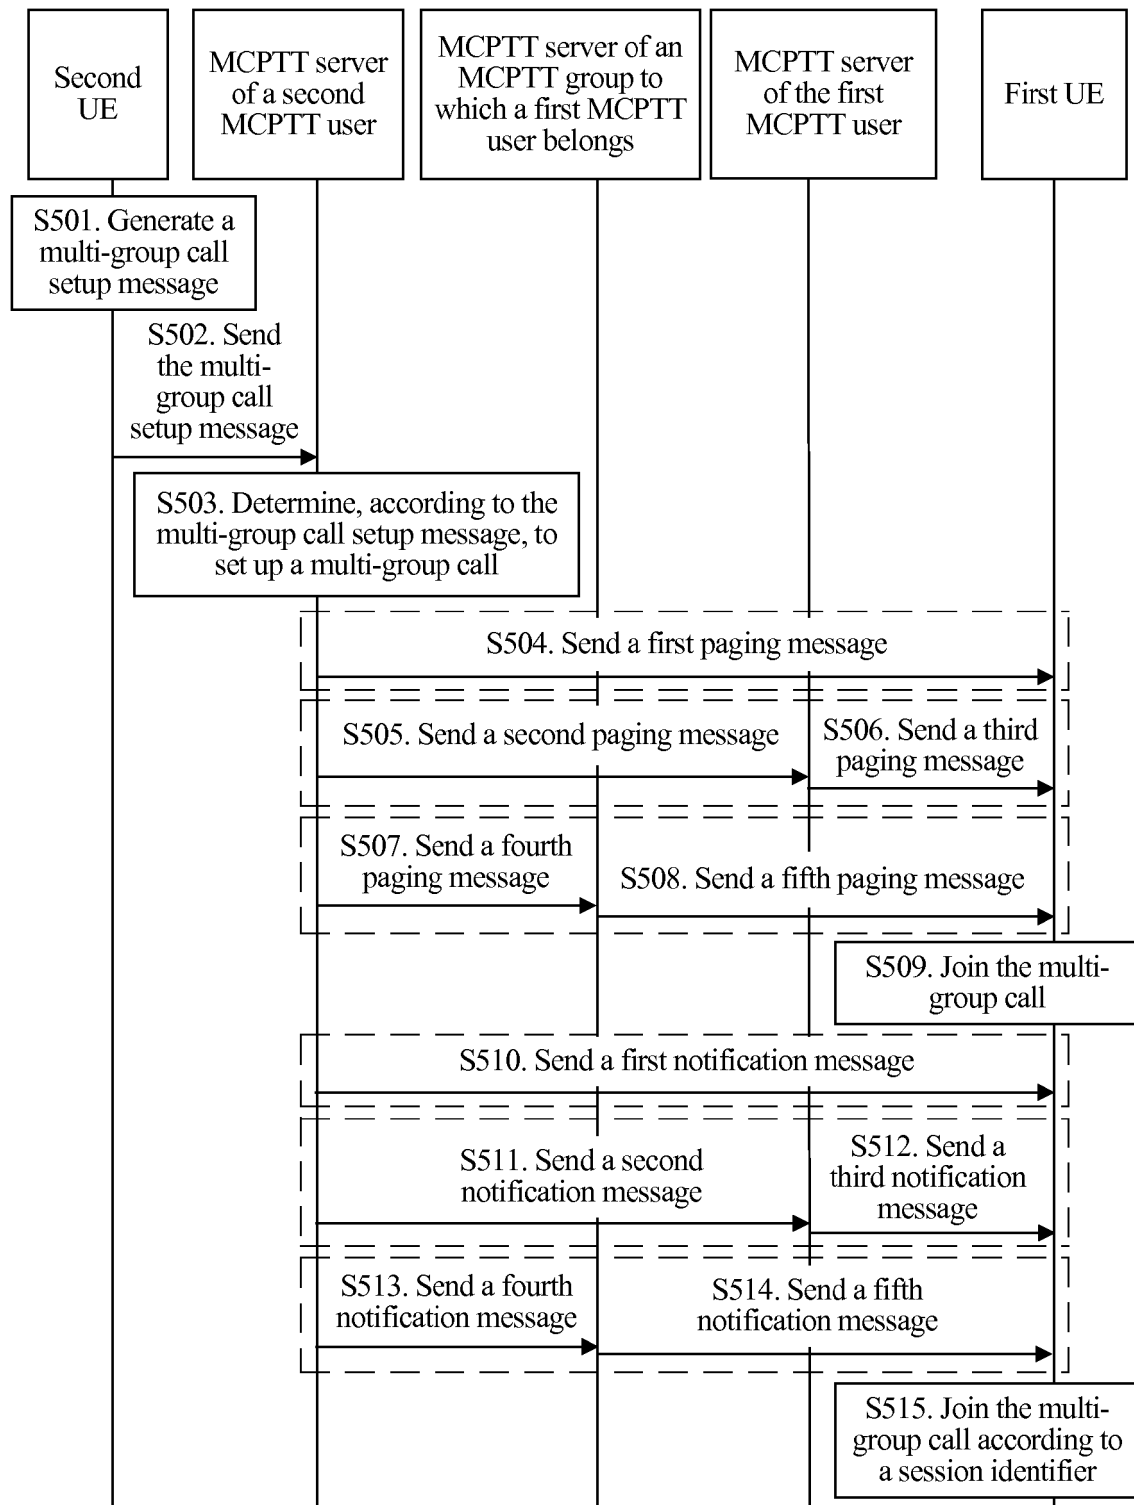 Second
UE
MCPTT server
of a second
MCPTT user
MCPTT server of an
MCPTT group to
which a first MCPTT
user belongs
MCPTT server
of the first
MCPTT user
First UE
S501. Generate a
multi-group call
setup message
S502. Send
the multi-
group call
setup message
S503. Determine, according to the
multi-group call setup message, to
set up a multi-group call
S504. Send a first paging message
S505. Send a second paging message
S506. Send a third
paging message
S507. Send a fourth
paging message
S508. Send a fifth paging message
S509. Join the multi-
group call
S510. Send a first notification message
S511. Send a second
notification message
S512. Send a
third notification
message
S513. Send a fourth
notification message
S514. Send a fifth
notification message
S515. Join the multi-
group call according to
a session identifier